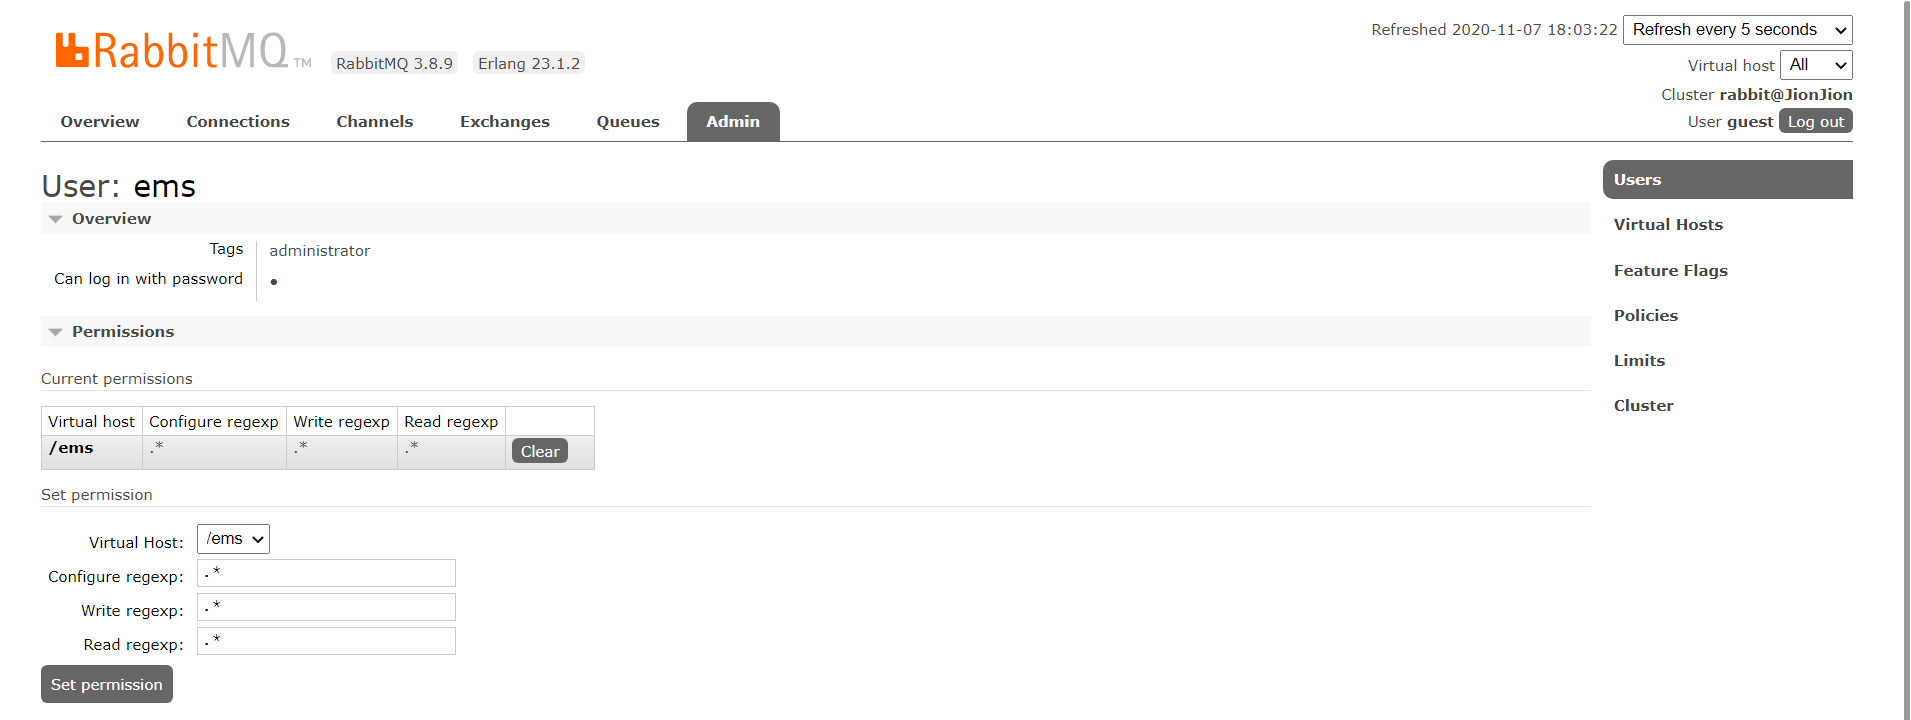 Refreshed 2020-11-07 18:03:22 Refresh every 5 seconds
RabbitMQ TM RabbitMQ 3.8.9 Erlang 23.1.2
Virtual host All
Cluster rabbit@JionJion
User guest Log out
Overview Connections Channels Exchanges Queues Admin
User: ems
Overview
Tags administrator
Can log in with password ●
Permissions
Current permissions
Virtual host Configure regexp Write regexp Read regexp
/ems .* .* .* Clear
Set permission
Virtual Host: /ems
Configure regexp: .*
Write regexp: .*
Read regexp: .*
Set permission
Users
Virtual Hosts
Feature Flags
Policies
Limits
Cluster